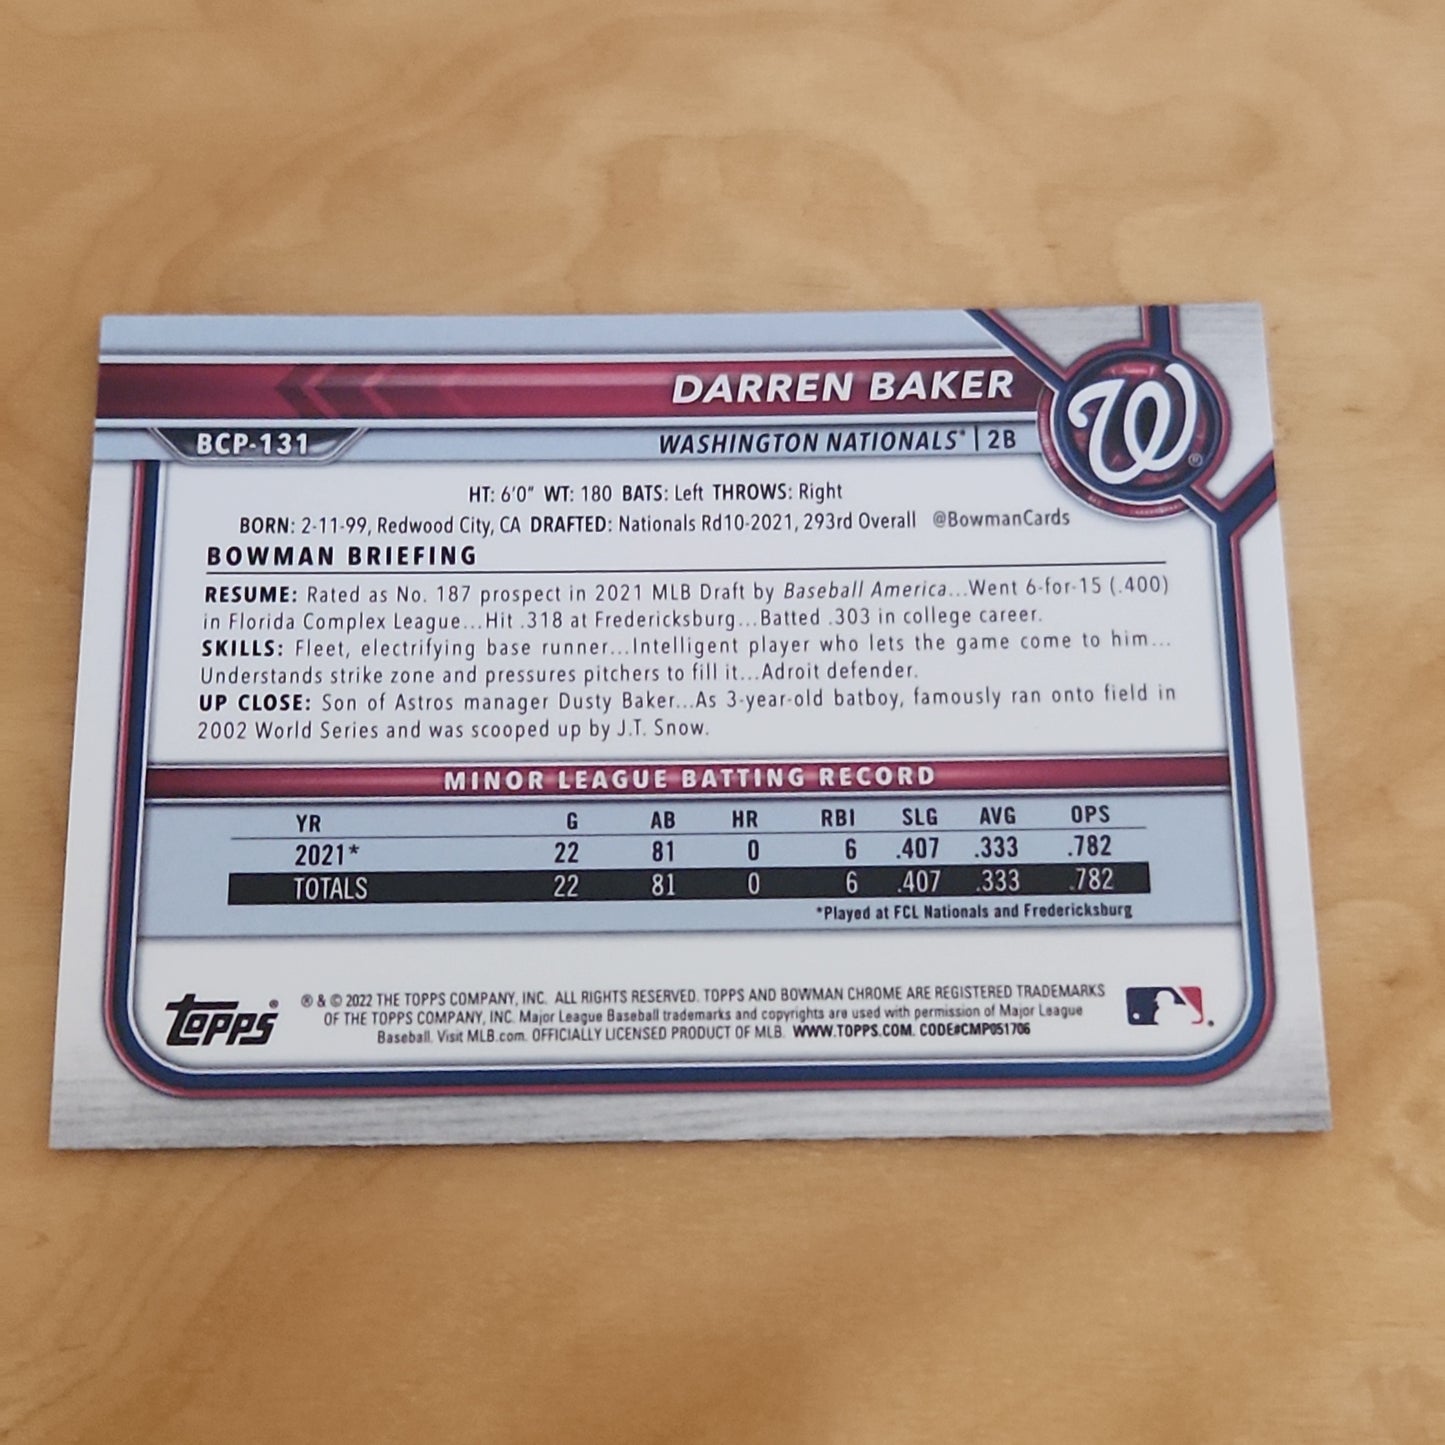 DARREN BAKER
BCP-131
WASHINGTON NATIONALS® | 2B
W®
HT: 6'0" WT: 180 BATS: Left THROWS: Right
BORN: 2-11-99, Redwood City, CA DRAFTED: Nationals Rd10-2021, 293rd Overall @BowmanCards
BOWMAN BRIEFING
RESUME: Rated as No. 187 prospect in 2021 MLB Draft by Baseball America...Went 6-for-15 (.400)
in Florida Complex League...Hit .318 at Fredericksburg...Batted .303 in college career.
SKILLS: Fleet, electrifying base runner...Intelligent player who lets the game come to him...
Understands strike zone and pressures pitchers to fill it...Adroit defender.
UP CLOSE: Son of Astros manager Dusty Baker...As 3-year-old batboy, famously ran onto field in
2002 World Series and was scooped up by J.T. Snow.
MINOR LEAGUE BATTING RECORD
YR G AB HR RBI SLG AVG OPS
2021* 22 81 0 6 .407 .333 .782
TOTALS 22 81 0 6 .407 .333 .782
*Played at FCL Nationals and Fredericksburg
Topps®
® & © 2022 THE TOPPS COMPANY, INC. ALL RIGHTS RESERVED. TOPPS AND BOWMAN CHROME ARE REGISTERED TRADEMARKS
OF THE TOPPS COMPANY, INC. Major League Baseball trademarks and copyrights are used with permission of Major League
Baseball. Visit MLB.com. OFFICIALLY LICENSED PRODUCT OF MLB. WWW.TOPPS.COM. CODE#CMP051706